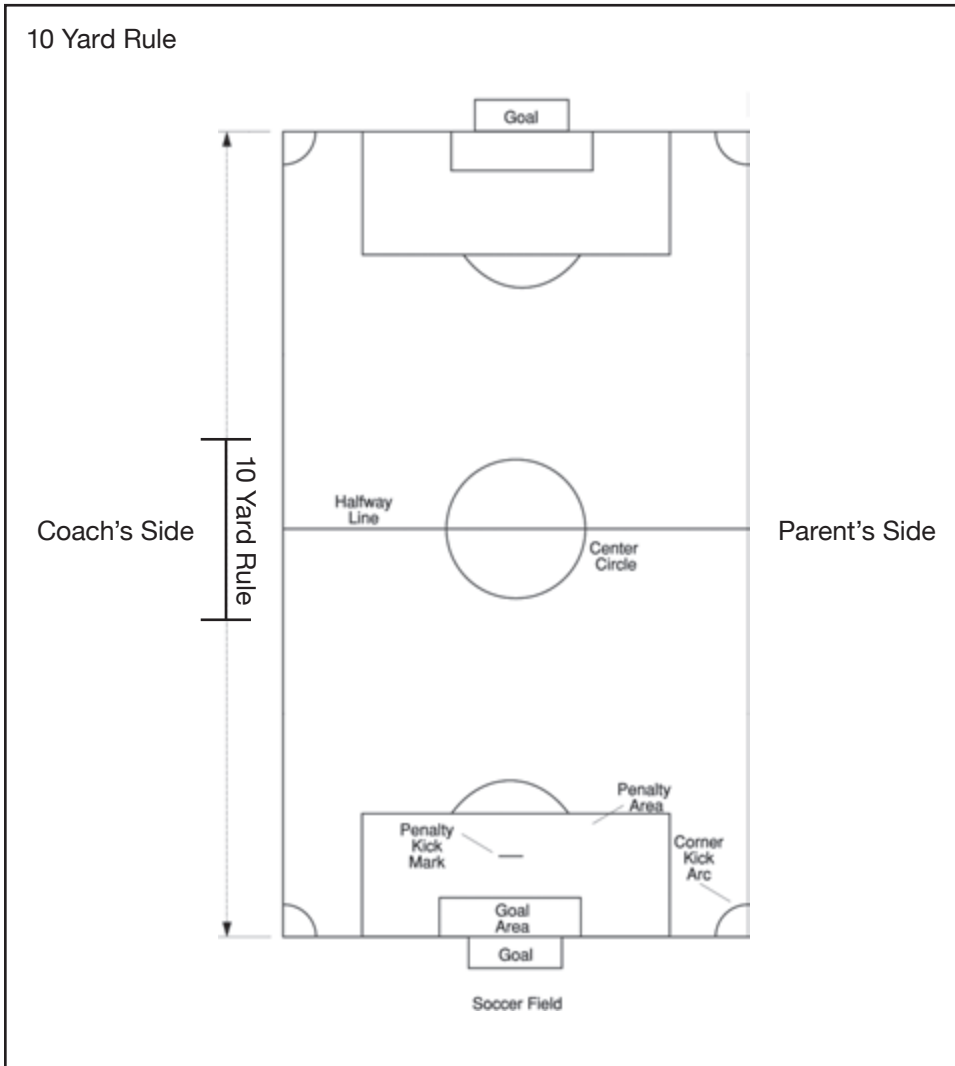 10 Yard Rule
Goal
10 Yard Rule
Halfway
Line
Coach's Side
Parent's Side
Center
Circle
Penalty
Area
Penalty
Kick
Mark
Corner
Kick
Arc
Goal
Area
Goal
Soccer Field